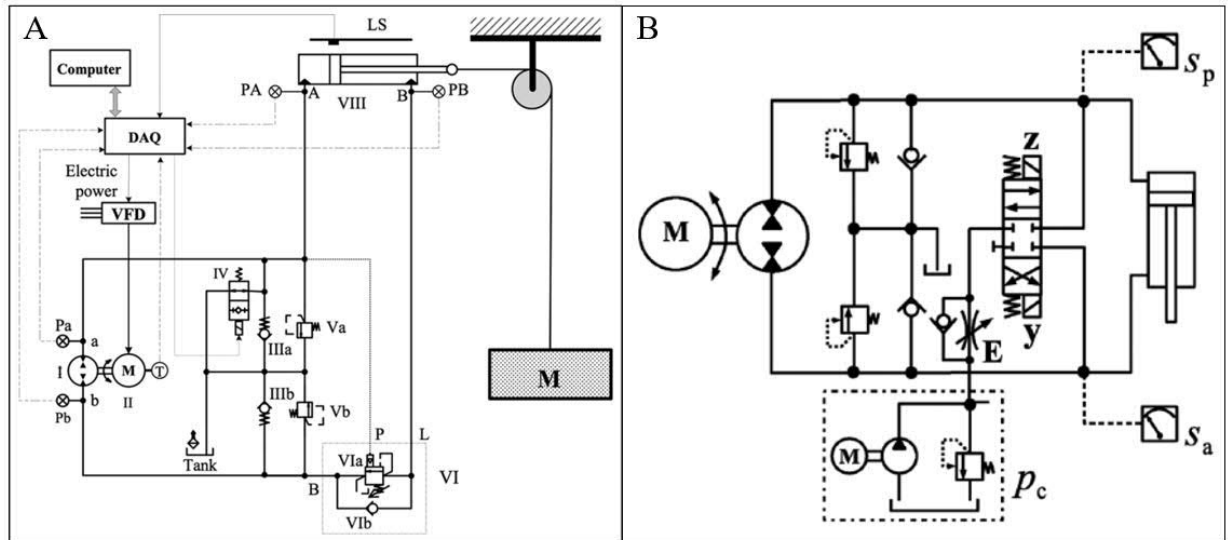 A
LS
Computer
PA
A
VIII
B
PB
DAQ
Electric
power
VFD
IV
Pa
a
IIIa
Va
I
M
T
II
b
Pb
IIIb
Vb
M
Tank
P
L
VIa
VI
B
VIb
B
Sp
z
M
E
y
M
pc
Sa